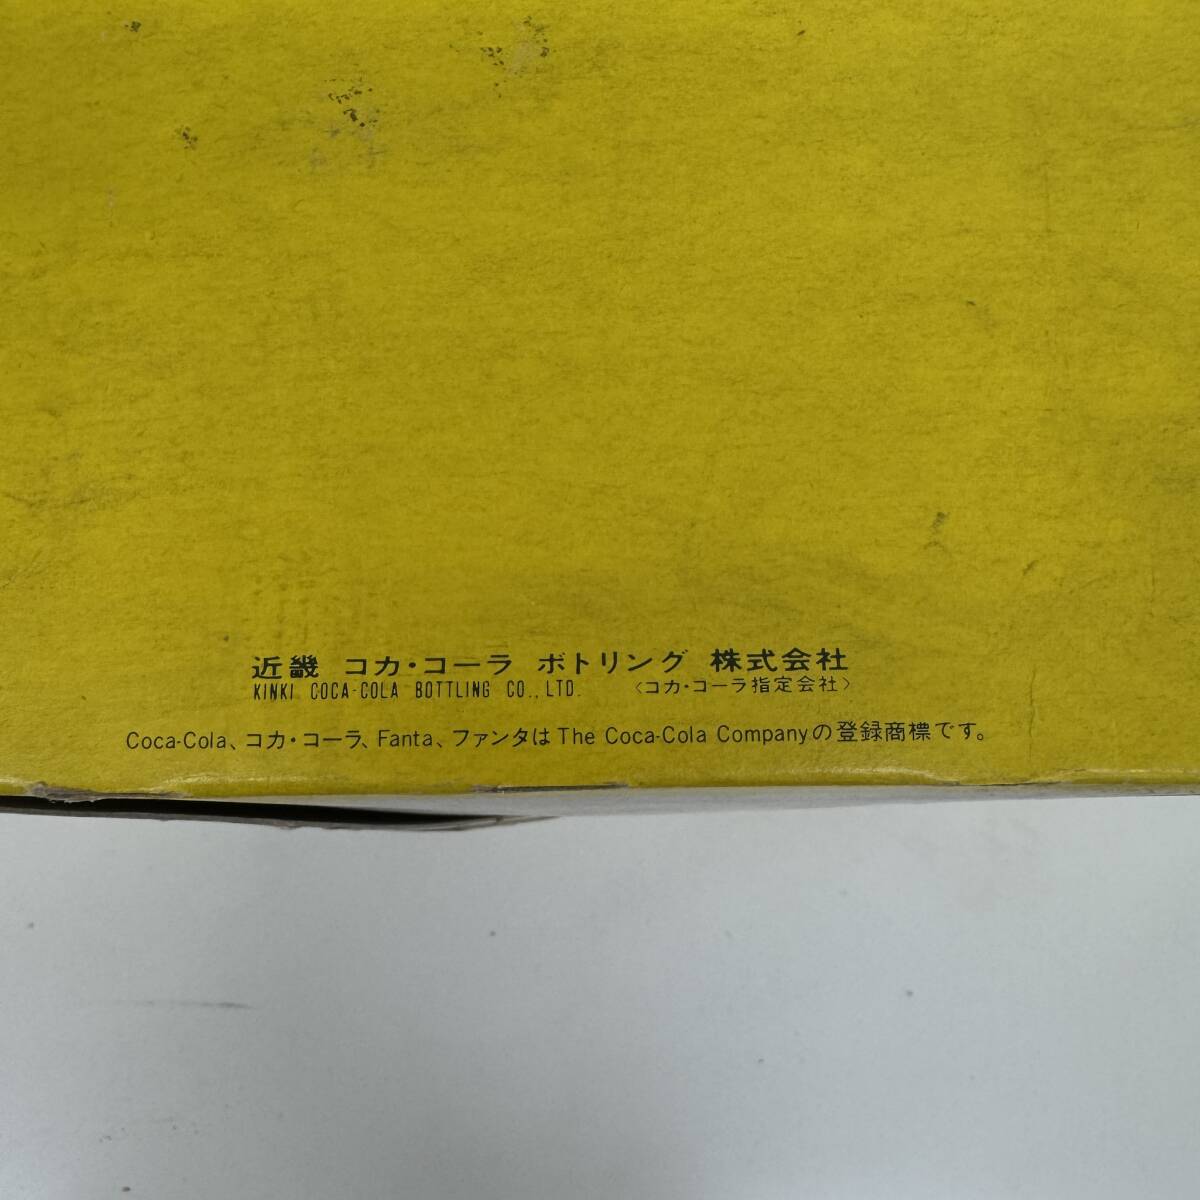 近畿 コカ・コーラ ボトリング 株式会社
KINKI COCA-COLA BOTTLING CO., LTD. 〈コカ・コーラ指定会社〉
Coca-Cola、コカ・コーラ、Fanta、ファンタは The Coca-Cola Companyの登録商標です。